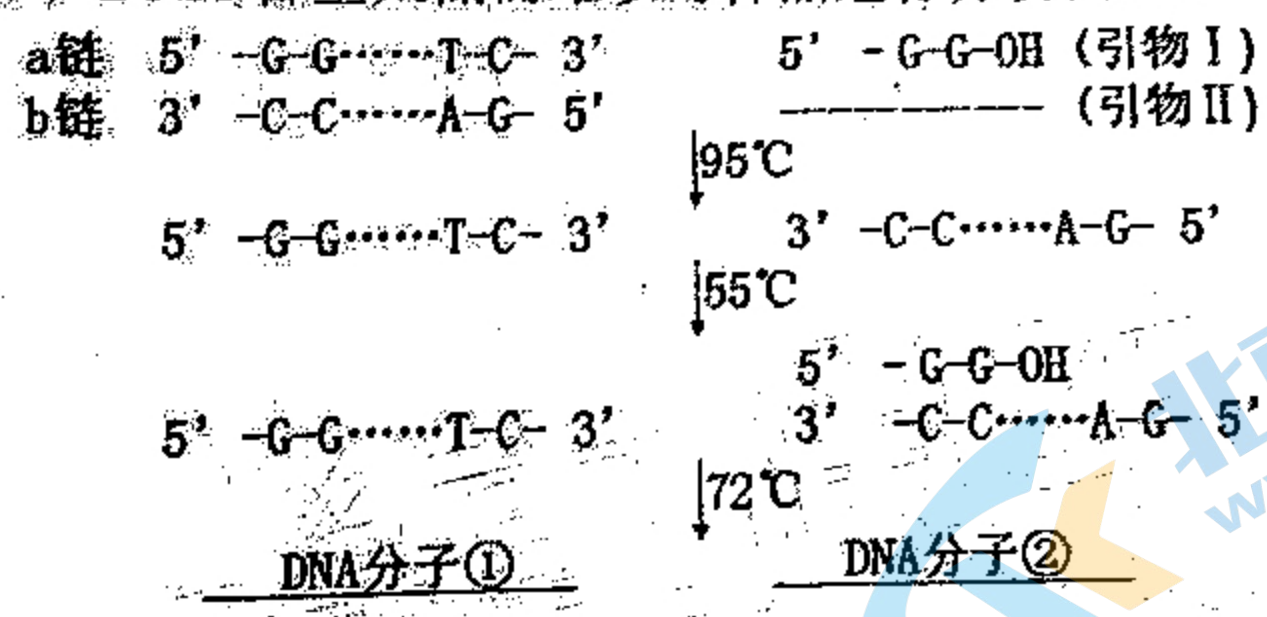 a链 5' -G-G……T-C- 3' 5' -G-G-OH (引物Ⅰ)
b链 3' -C-C……A-G- 5' ———————— (引物Ⅱ)
95℃
5' -G-G……T-C- 3' 3' -C-C……A-G- 5'
55℃
5' -G-G-OH
5' -G-G……T-C- 3' 3' -C-C……A-G- 5'
72℃
DNA分子① DNA分子②
北
w